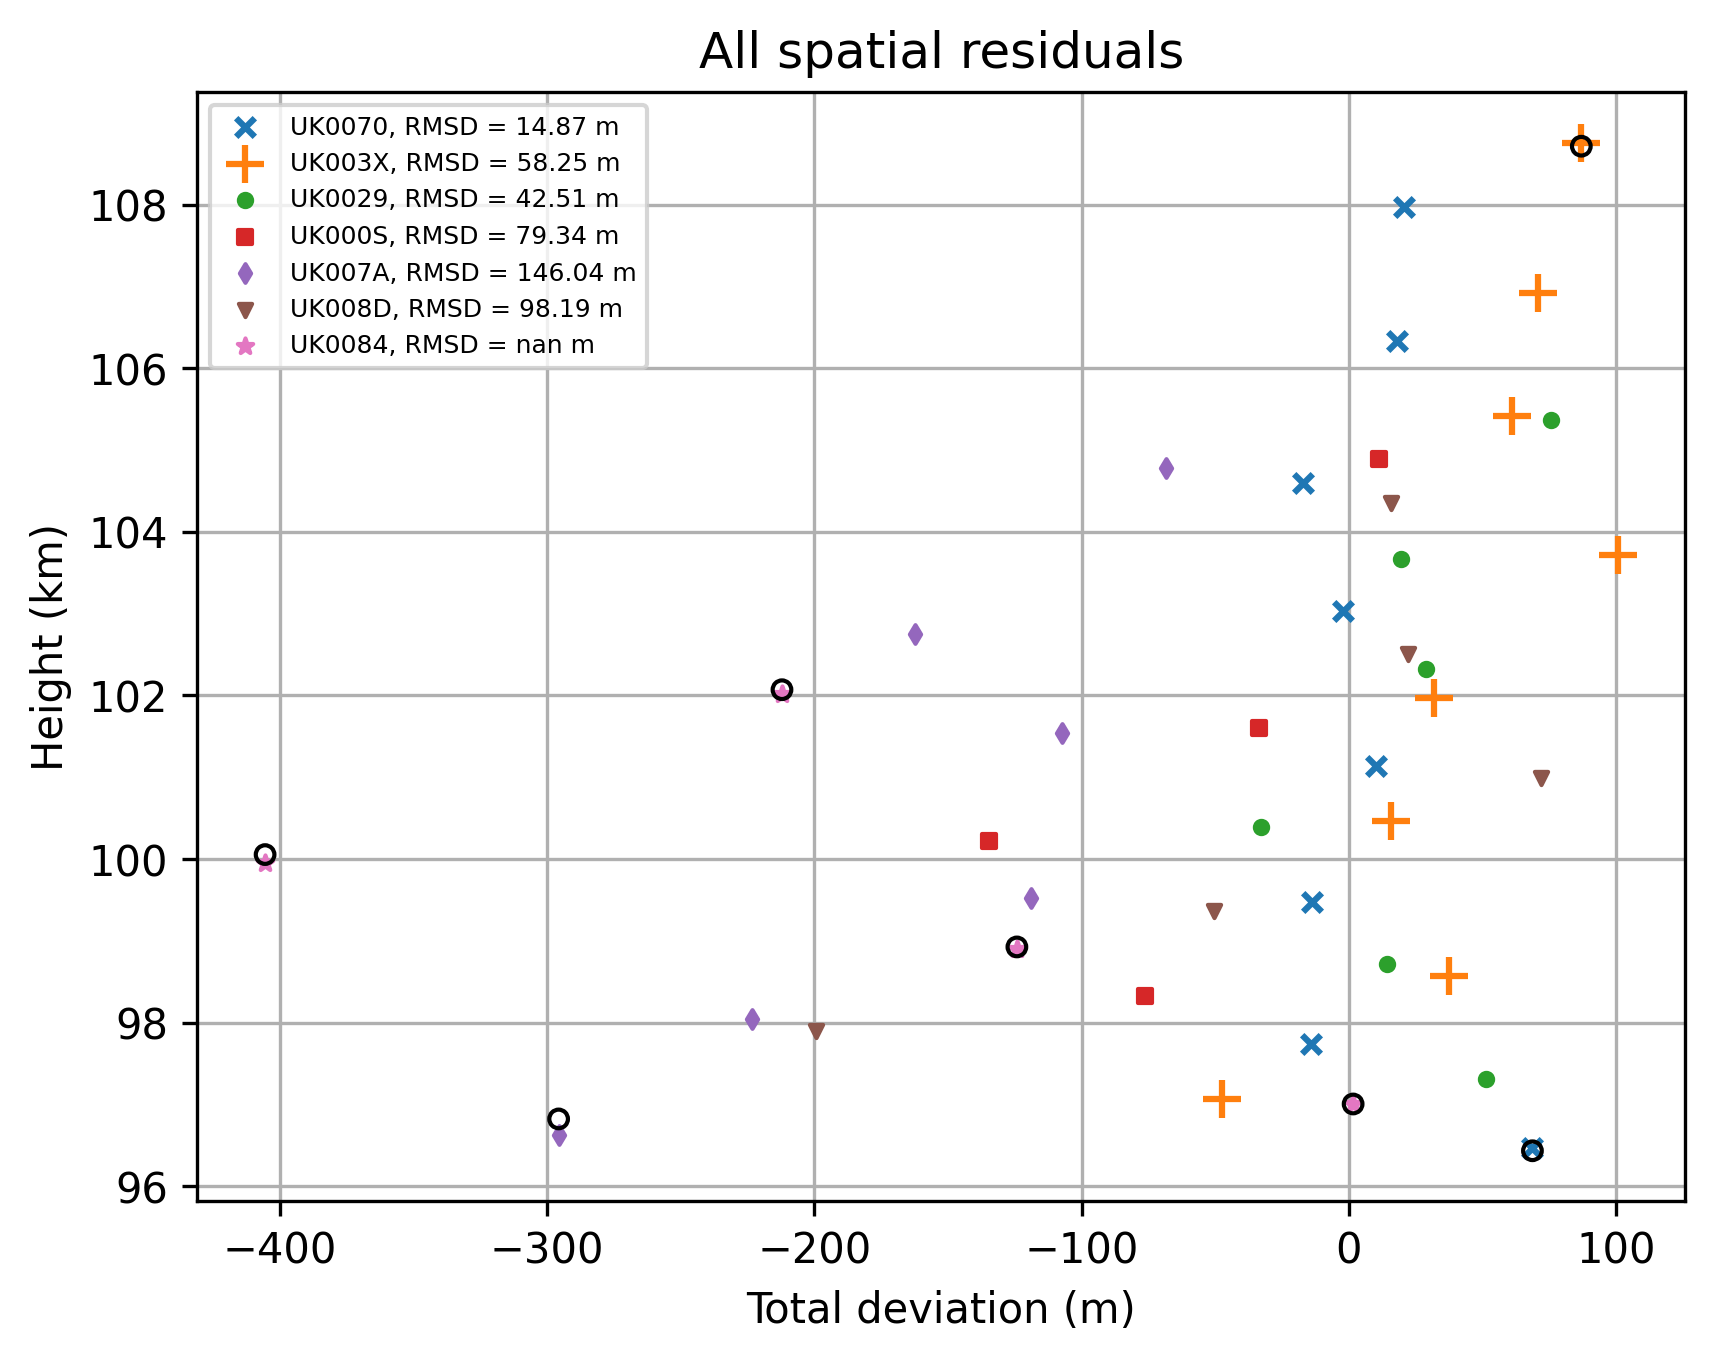 All spatial residuals
UK0070, RMSD = 14.87 m
UK003X, RMSD = 58.25 m
UK0029, RMSD = 42.51 m
UK000S, RMSD = 79.34 m
UK007A, RMSD = 146.04 m
UK008D, RMSD = 98.19 m
UK0084, RMSD = nan m
Height (km)
108
106
104
102
100
98
96
−400 −300 −200 −100 0 100
Total deviation (m)